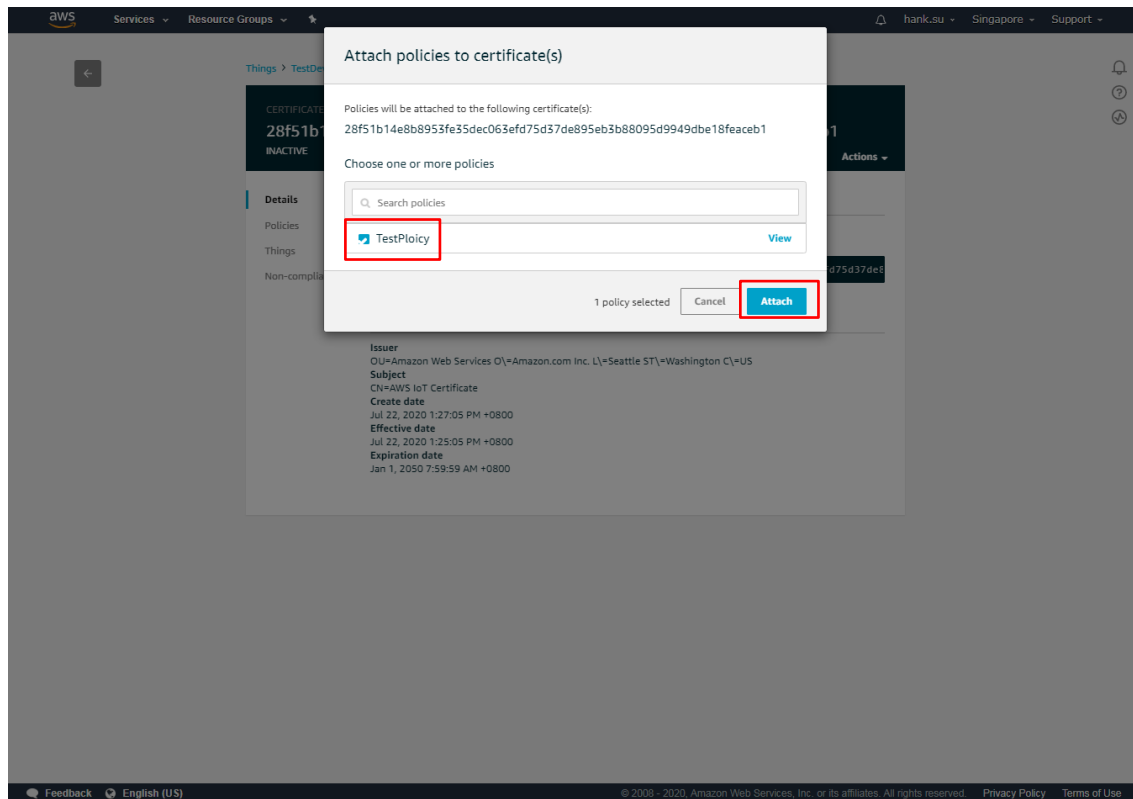 aws Services Resource Groups hank.su Singapore Support
Attach policies to certificate(s)
Things > TestDe
Policies will be attached to the following certificate(s):
CERTIFICATE
28f51b14e8b8953fe35dec063efd75d37de895eb3b88095d9949dbe18feaceb1
28f51b1
1
INACTIVE
Actions
Choose one or more policies
Details
Search policies
Policies
TestPloicy View
Things
Non-complia
d75d37de8
1 policy selected Cancel Attach
Issuer
OU=Amazon Web Services O\=Amazon.com Inc. L\=Seattle ST\=Washington C\=US
Subject
CN=AWS IoT Certificate
Create date
Jul 22, 2020 1:27:05 PM +0800
Effective date
Jul 22, 2020 1:25:05 PM +0800
Expiration date
Jan 1, 2050 7:59:59 AM +0800
Feedback English (US) © 2008 - 2020, Amazon Web Services, Inc. or its affiliates. All rights reserved. Privacy Policy Terms of Use